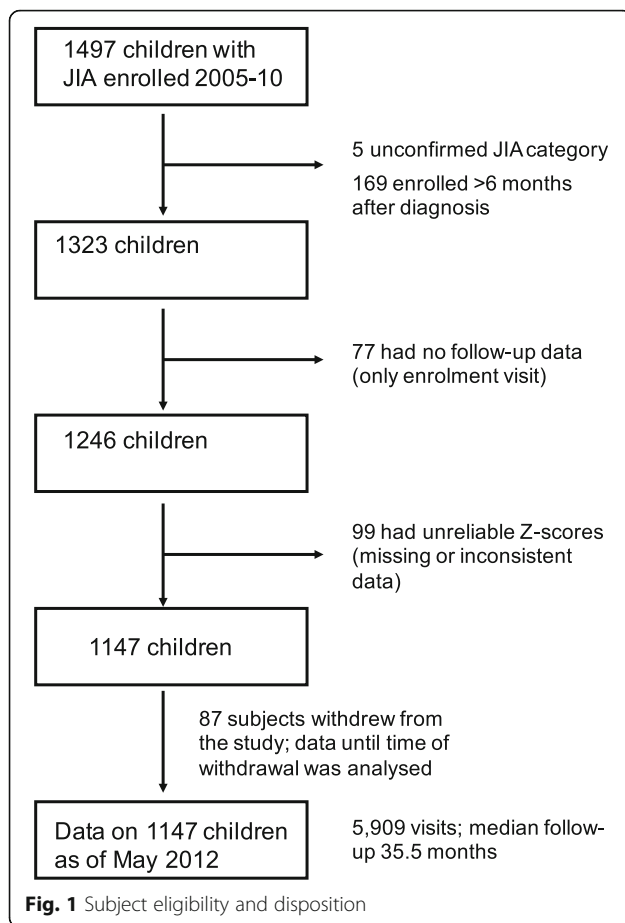 1497 children with
JIA enrolled 2005-10
5 unconfirmed JIA category
169 enrolled >6 months
after diagnosis
1323 children
77 had no follow-up data
(only enrolment visit)
1246 children
99 had unreliable Z-scores
(missing or inconsistent
data)
1147 children
87 subjects withdrew from
the study; data until time of
withdrawal was analysed
Data on 1147 children
as of May 2012
5,909 visits; median follow-
up 35.5 months
Fig. 1 Subject eligibility and disposition